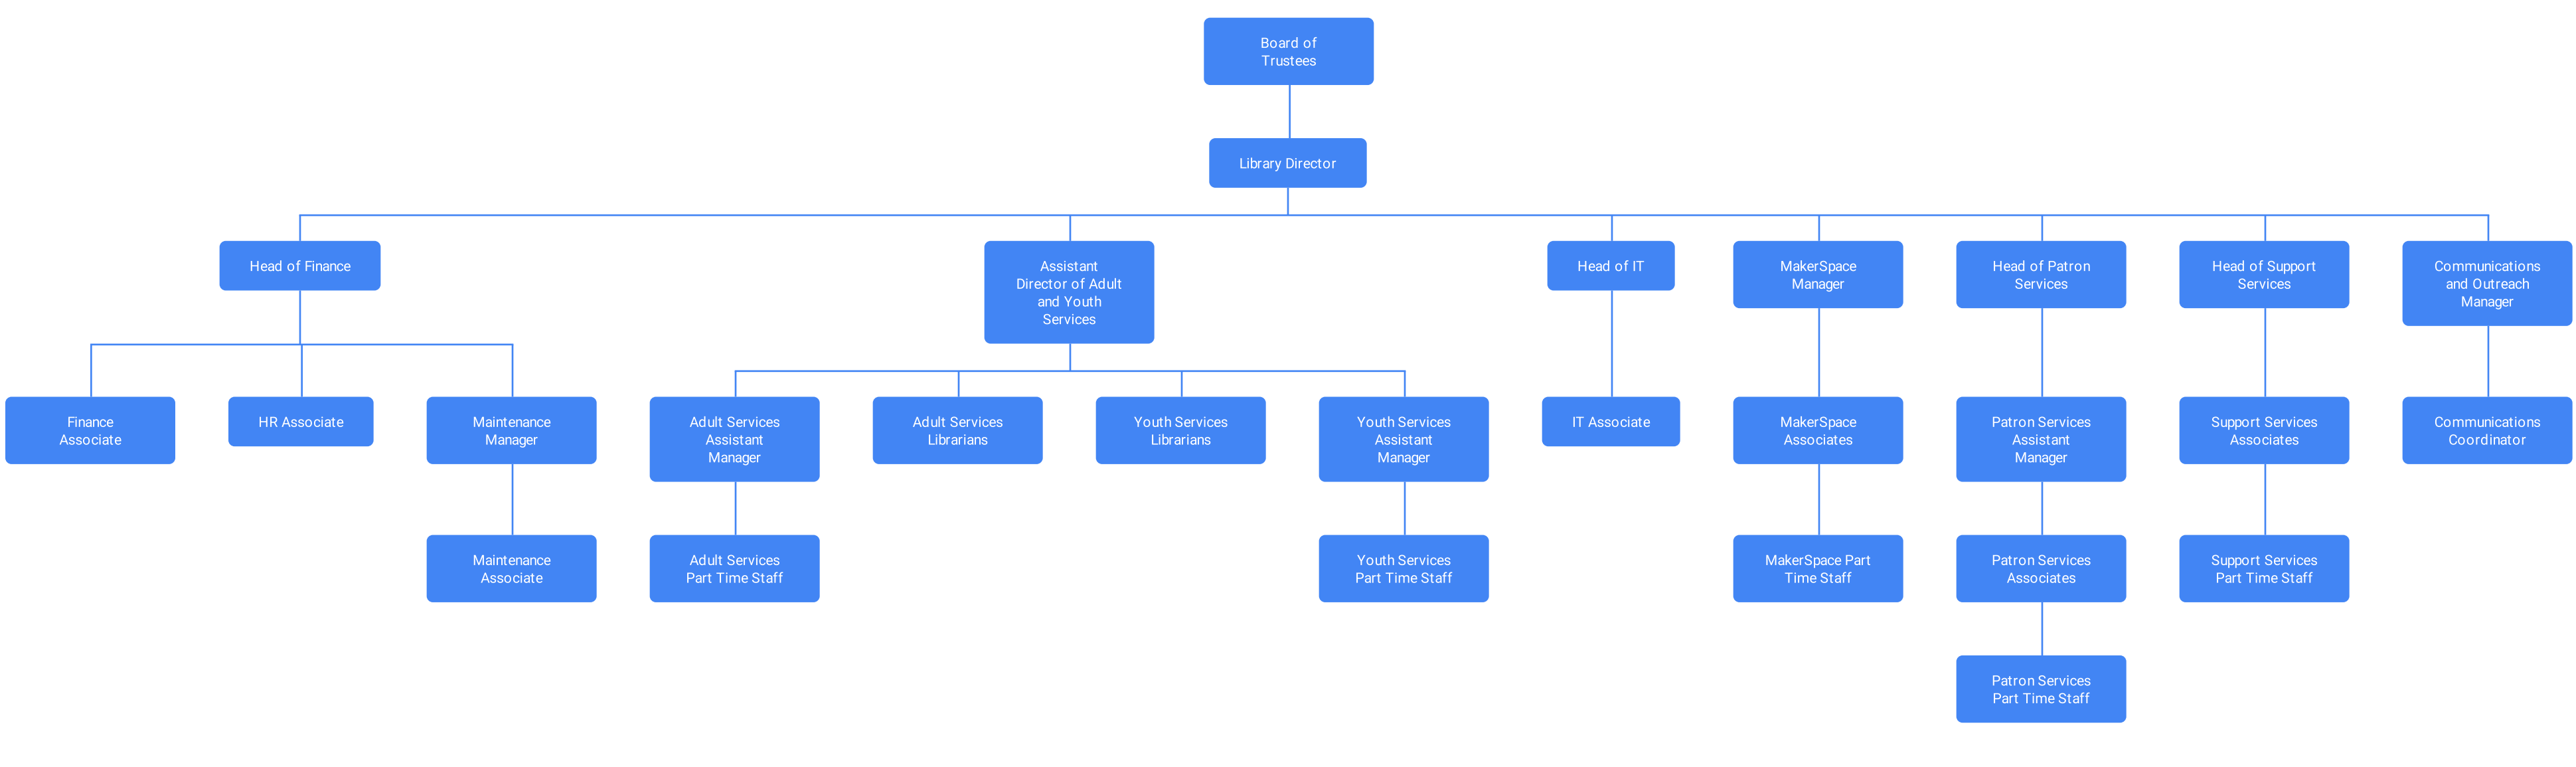 Board of
Trustees
Library Director
Head of Finance
Assistant
Director of Adult
and Youth
Services
Head of IT
MakerSpace
Manager
Head of Patron
Services
Head of Support
Services
Communications
and Outreach
Manager
Finance
Associate
HR Associate
Maintenance
Manager
Adult Services
Assistant
Manager
Adult Services
Librarians
Youth Services
Librarians
Youth Services
Assistant
Manager
IT Associate
MakerSpace
Associates
Patron Services
Assistant
Manager
Support Services
Associates
Communications
Coordinator
Maintenance
Associate
Adult Services
Part Time Staff
Youth Services
Part Time Staff
MakerSpace Part
Time Staff
Patron Services
Associates
Support Services
Part Time Staff
Patron Services
Part Time Staff